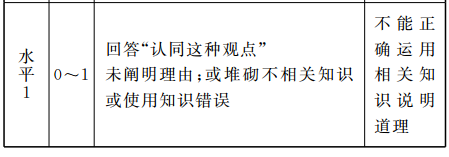 水平1
0～1
回答“认同这种观点”
未阐明理由;或堆砌不相关知识
或使用知识错误
不能正
确运用
相关知
识说明
道理